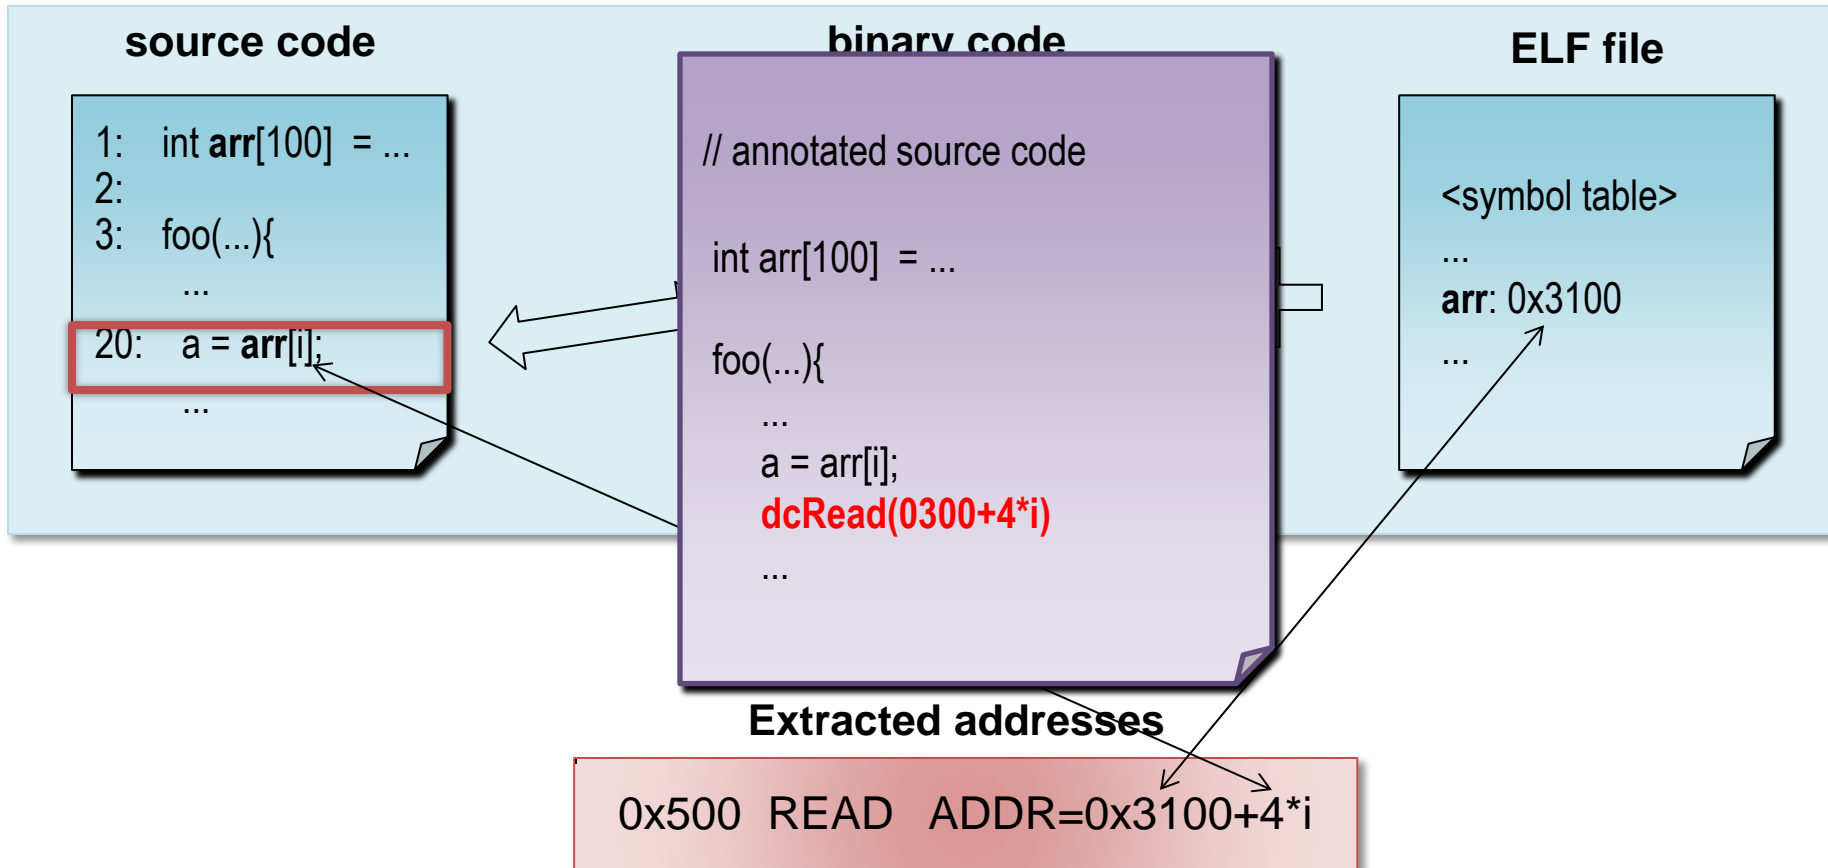 source code
1: int arr[100] = ...
2:
3: foo(...){
...
20: a = arr[i];
...
binary code
// annotated source code
int arr[100] = ...
foo(...){
...
a = arr[i];
dcRead(0300+4*i)
...
ELF file
<symbol table>
...
arr: 0x3100
...
Extracted addresses
0x500 READ ADDR=0x3100+4*i